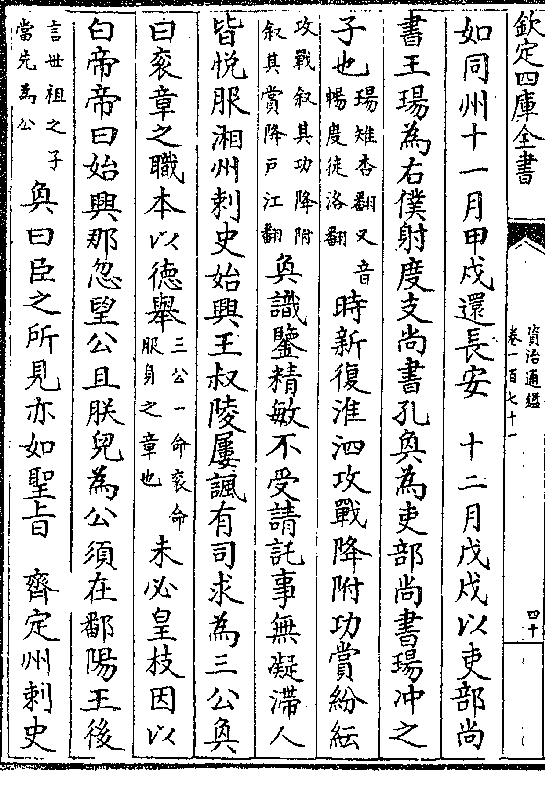 欽定四庫全書
資治通鑑
卷一百七十一
四十
如同州十一月甲戌還長安　十二月戊戌以吏部尚
書王瑒為右僕射度支尚書孔奐為吏部尚書瑒沖之
子也
瑒雉杏翻又音
暢度徒洛翻
時新復淮泗攻戰降附功賞紛紜
攻戰叙其功降附
叙其賞降戶江翻
奐識鑒精敏不受請託事無凝滯人
皆悦服湘州刺史始興王叔陵屢諷有司求為三公奐
曰衮章之職本以德舉
三公一命衮命
服身之章也
未必皇枝因以
白帝帝曰始興那忽望公且朕兒為公須在鄱陽王後
言世祖之子
當先為公
奐曰臣之所見亦如聖旨　齊定州刺史